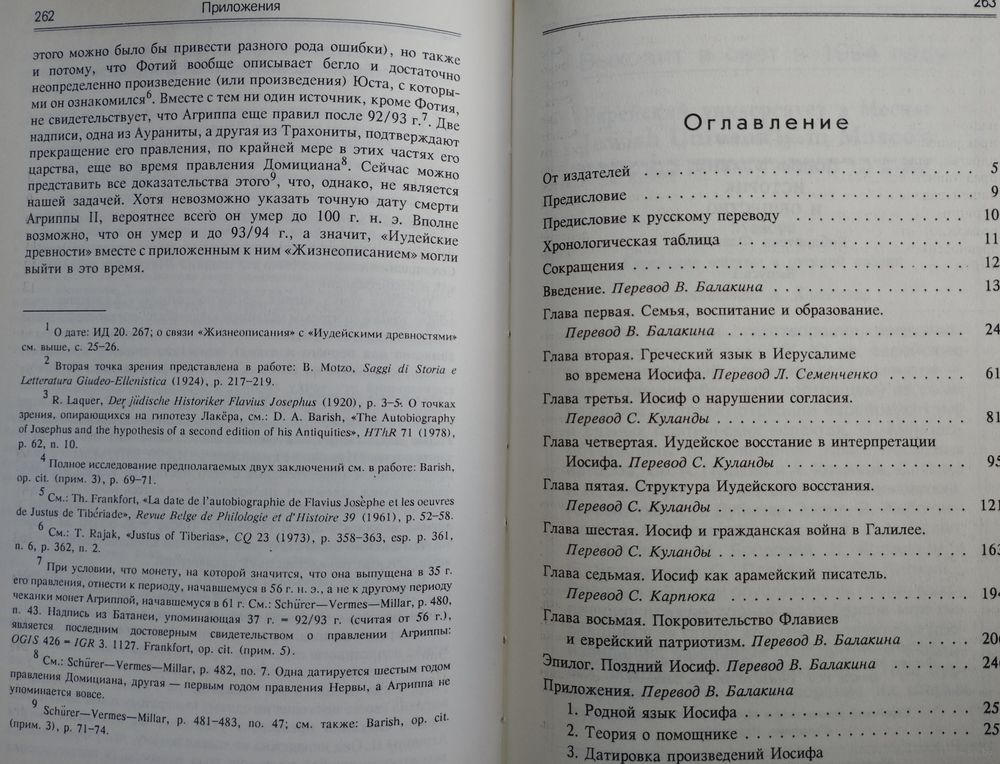 262
Приложения
этого можно было бы привести разного рода ошибки), но также
и потому, что Фотий вообще описывает бегло и достаточно
неопределенно произведение (или произведения) Юста, с которы-
ми он ознакомился6. Вместе с тем ни один источник, кроме Фотия,
не свидетельствует, что Агриппа еще правил после 92/93 г.7. Две
надписи, одна из Аураниты, а другая из Трахониты, подтверждают
прекращение его правления, по крайней мере в этих частях его
царства, еще во время правления Домициана8. Сейчас можно
представить все доказательства этого9, что, однако, не является
нашей задачей. Хотя невозможно указать точную дату смерти
Агриппы II, вероятнее всего он умер до 100 г. н. э. Вполне
возможно, что он умер и до 93/94 г., а значит, «Иудейские
древности» вместе с приложенным к ним «Жизнеописанием» могли
выйти в это время.
1 О дате: ИД 20. 267; о связи «Жизнеописания» с «Иудейскими древностями»
см. выше, с. 25–26.
2 Вторая точка зрения представлена в работе: B. Motzo, Saggi di Storia e
Letteratura Giudeo-Ellenistica (1924), p. 217–219.
3 R. Laquer, Der jüdische Historiker Flavius Josephus (1920), p. 3–5. О точках
зрения, опирающихся на гипотезу Лакёра, см.: D. A. Barish, «The Autobiography
of Josephus and the hypothesis of a second edition of his Antiquities», HThR 71 (1978),
p. 62, n. 10.
4 Полное исследование предполагаемых двух заключений см. в работе: Barish,
op. cit. (прим. 3), p. 69–71.
5 См.: Th. Frankfort, «La date de l'autobiographie de Flavius Josèphe et les oeuvres
de Justus de Tibériade», Revue Belge de Philologie et d'Histoire 39 (1961), p. 52–58.
6 См.: T. Rajak, «Justus of Tiberias», CQ 23 (1973), p. 358–363, esp. p. 361,
n. 6, p. 362, n. 2.
7 При условии, что монету, на которой значится, что она выпущена в 35 г.
его правления, отнести к периоду, начавшемуся в 56 г. н. э., а не к другому периоду
чеканки монет Агриппой, начавшемуся в 61 г. См.: Schürer—Vermes—Millar, p. 480,
n. 43. Надпись из Батанеи, упоминающая 37 г. = 92/93 г. (считая от 56 г.),
является последним достоверным свидетельством о правлении Агриппы:
OGIS 426 = IGR 3. 1127. Frankfort, op. cit. (прим. 5).
8 См.: Schürer—Vermes—Millar, p. 482, no. 7. Одна датируется шестым годом
правления Домициана, другая — первым годом правления Нервы, а Агриппа не
упоминается вовсе.
9 Schürer—Vermes—Millar, p. 481–483, no. 47; см. также: Barish, op. cit.
(прим. 3), p. 71–74.
263
Оглавление
От издателей . . . . . . . . . . 5
Предисловие . . . . . . . . . . 9
Предисловие к русскому переводу . . . . . . . . . . 10
Хронологическая таблица . . . . . . . . . . 11
Сокращения . . . . . . . . . . 12
Введение. Перевод В. Балакина . . . . . . . . . . 13
Глава первая. Семья, воспитание и образование.
Перевод В. Балакина . . . . . . . . . . 24
Глава вторая. Греческий язык в Иерусалиме
во времена Иосифа. Перевод Л. Семенченко . . . . . . 61
Глава третья. Иосиф о нарушении согласия.
Перевод С. Куланды . . . . . . . . . . 81
Глава четвертая. Иудейское восстание в интерпретации
Иосифа. Перевод С. Куланды . . . . . . . . . . 95
Глава пятая. Структура Иудейского восстания.
Перевод С. Куланды . . . . . . . . . . 121
Глава шестая. Иосиф и гражданская война в Галилее.
Перевод С. Куланды . . . . . . . . . . 163
Глава седьмая. Иосиф как арамейский писатель.
Перевод С. Карпюка . . . . . . . . . . 194
Глава восьмая. Покровительство Флавиев
и еврейский патриотизм. Перевод В. Балакина . . 206
Эпилог. Поздний Иосиф. Перевод В. Балакина . . . . . . . 246
Приложения. Перевод В. Балакина
1. Родной язык Иосифа . . . . . . . . . . 25
2. Теория о помощнике . . . . . . . . . . 25
3. Датировка произведений Иосифа